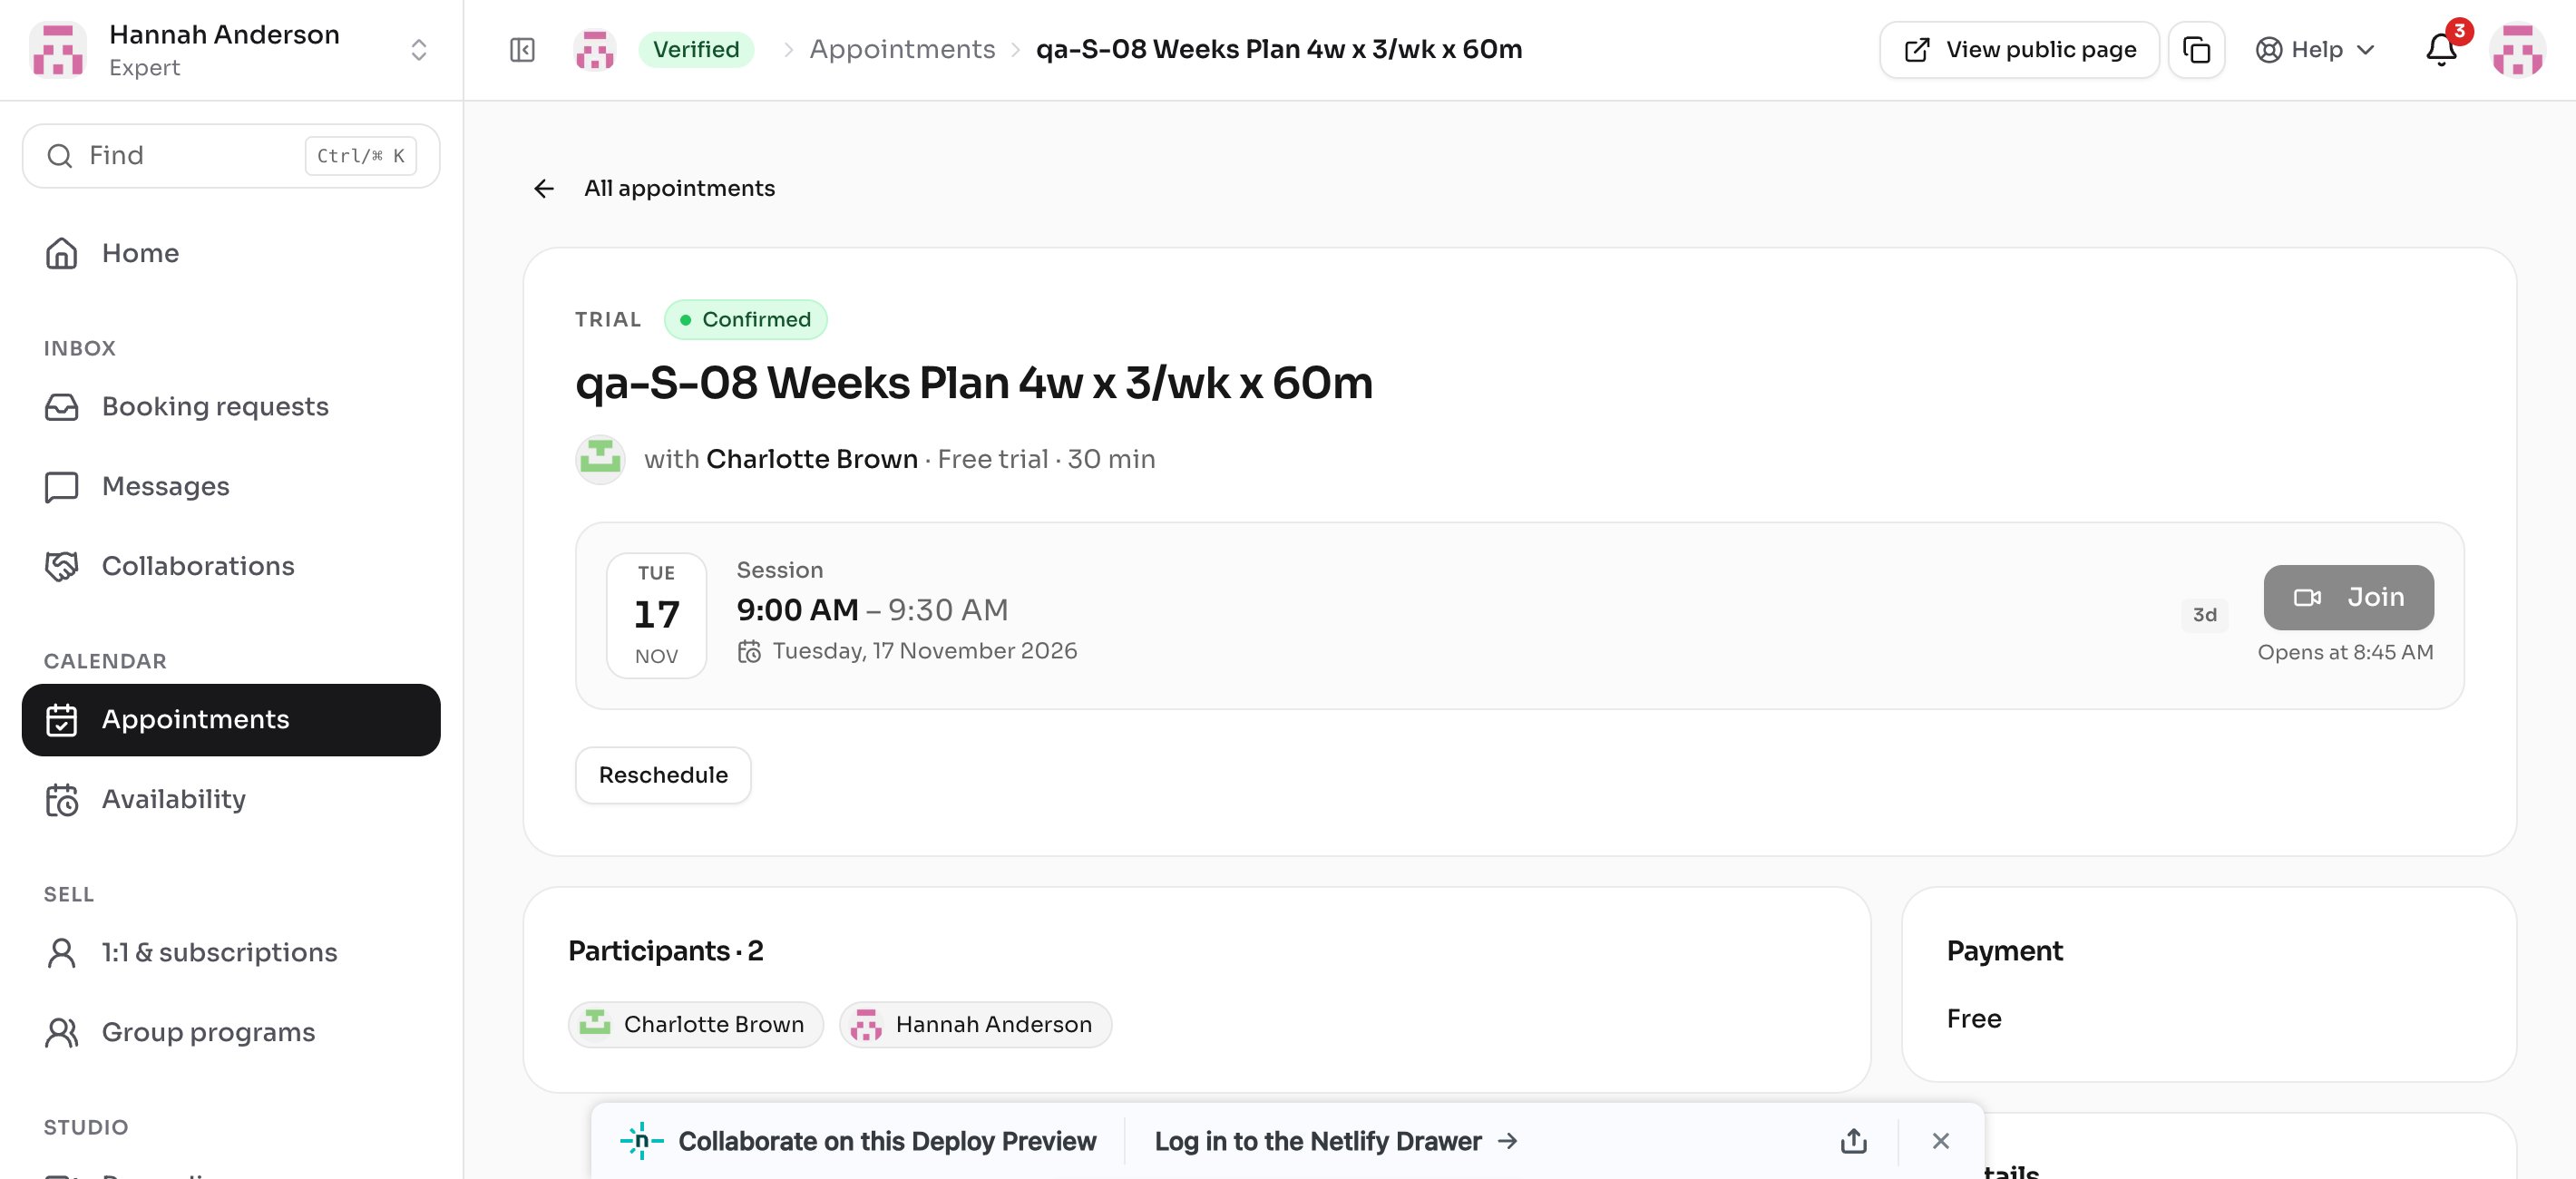 Hannah Anderson
Expert
Verified
Appointments
qa-S-08 Weeks Plan 4w x 3/wk x 60m
View public page
Help
3
Find
Ctrl/⌘ K
Home
INBOX
Booking requests
Messages
Collaborations
CALENDAR
Appointments
Availability
SELL
1:1 & subscriptions
Group programs
STUDIO
All appointments
TRIAL
Confirmed
qa-S-08 Weeks Plan 4w x 3/wk x 60m
with Charlotte Brown · Free trial · 30 min
TUE
17
NOV
Session
9:00 AM – 9:30 AM
Tuesday, 17 November 2026
3d
Join
Opens at 8:45 AM
Reschedule
Participants · 2
Charlotte Brown
Hannah Anderson
Payment
Free
n
Collaborate on this Deploy Preview
Log in to the Netlify Drawer →